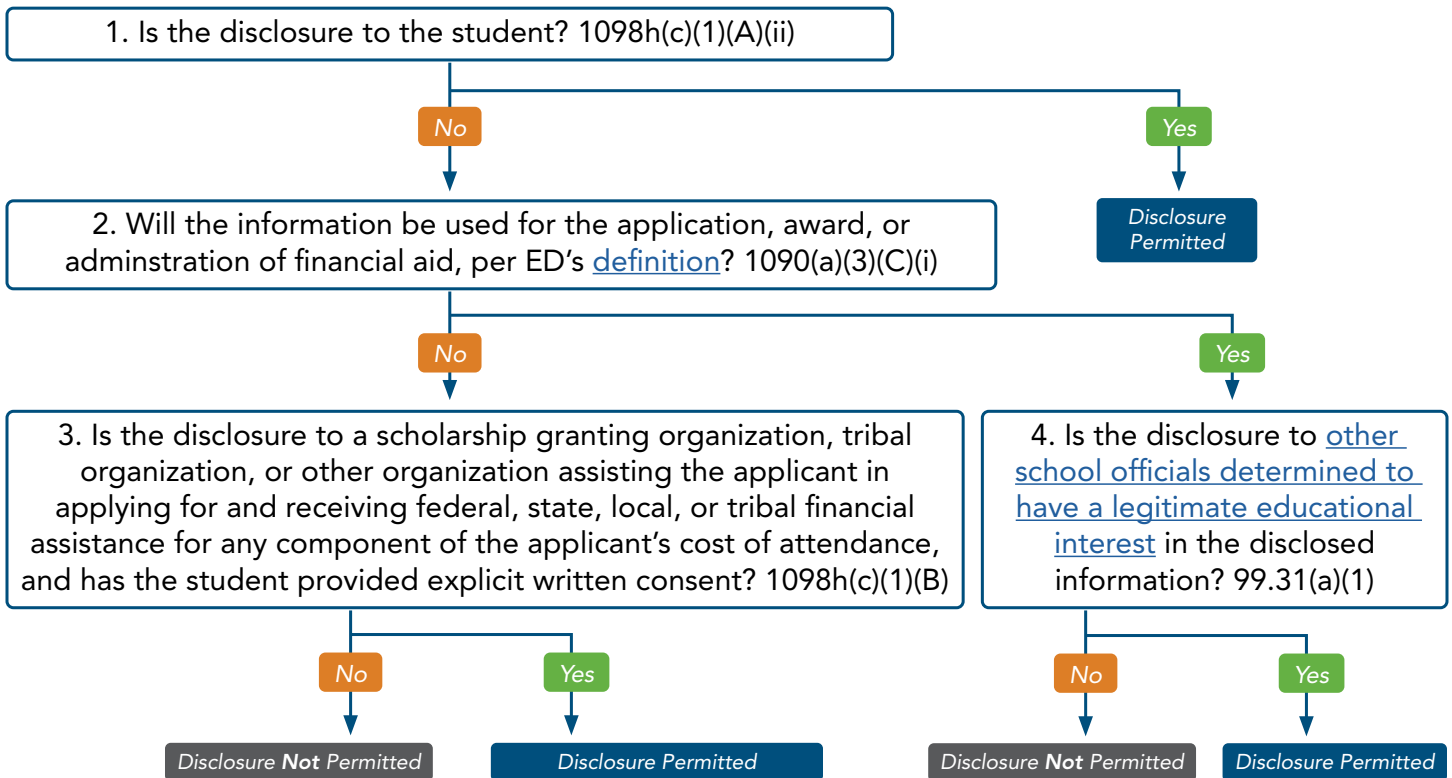 1. Is the disclosure to the student? 1098h(c)(1)(A)(ii)
No
Yes
Disclosure
Permitted
2. Will the information be used for the application, award, or
adminstration of financial aid, per ED's definition? 1090(a)(3)(C)(i)
No
Yes
3. Is the disclosure to a scholarship granting organization, tribal
organization, or other organization assisting the applicant in
applying for and receiving federal, state, local, or tribal financial
assistance for any component of the applicant's cost of attendance,
and has the student provided explicit written consent? 1098h(c)(1)(B)
4. Is the disclosure to other
school officials determined to
have a legitimate educational
interest in the disclosed
information? 99.31(a)(1)
No
Yes
No
Yes
Disclosure Not Permitted
Disclosure Permitted
Disclosure Not Permitted
Disclosure Permitted